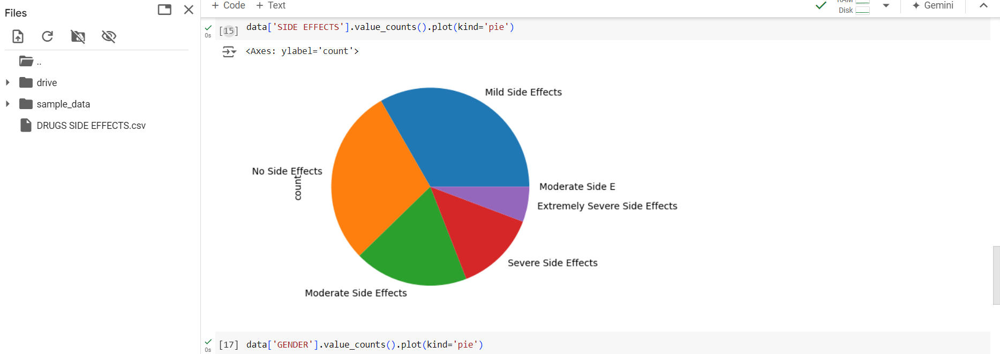 Files
..
drive
sample_data
DRUGS SIDE EFFECTS.csv
+ Code + Text
RAM
Disk
Gemini
0s
[15] data['SIDE EFFECTS'].value_counts().plot(kind='pie')
<Axes: ylabel='count'>
Mild Side Effects
No Side Effects
count
Moderate Side E
Extremely Severe Side Effects
Severe Side Effects
Moderate Side Effects
0s
[17] data['GENDER'].value_counts().plot(kind='pie')